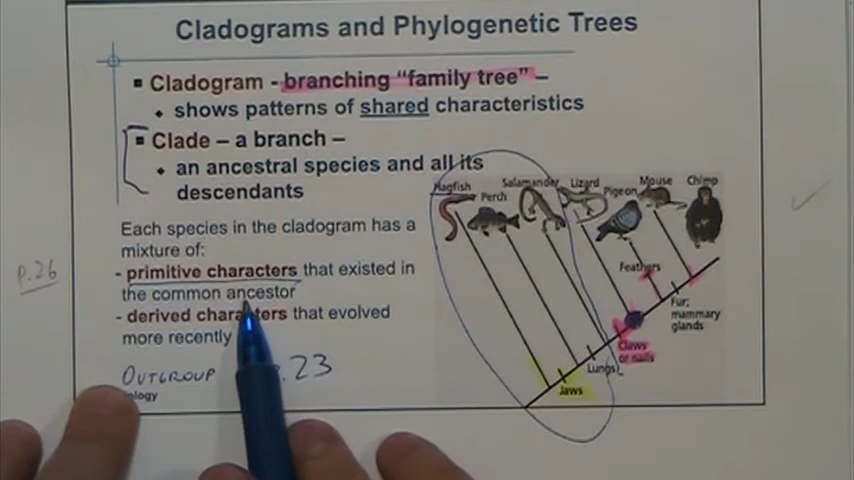 Cladograms and Phylogenetic Trees
▪ Cladogram - branching “family tree” –
⬥ shows patterns of shared characteristics
▪ Clade – a branch –
⬥ an ancestral species and all its
descendants
Each species in the cladogram has a
mixture of:
- primitive characters that existed in
the common ancestor
- derived characters that evolved
more recently
OUTGROUP .23
p.26
Hagfish
Perch
Salamander
Lizard
Pigeon
Mouse
Chimp
Feathers
Fur;
mammary
glands
Claws
or nails
Lungs
Jaws